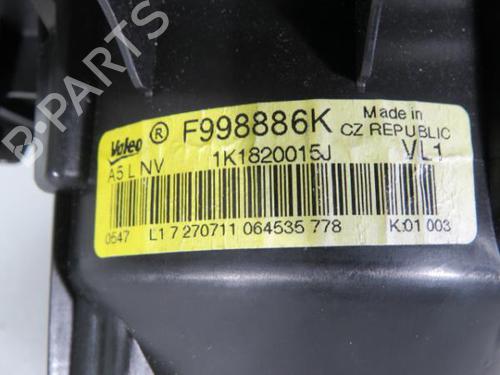 Valeo ® F998886K Made in
CZ REPUBLIC
A5 L NV 1K1820015J VL1
0547 L1 7 270711 064535 778 K:01 003
B-PARTS